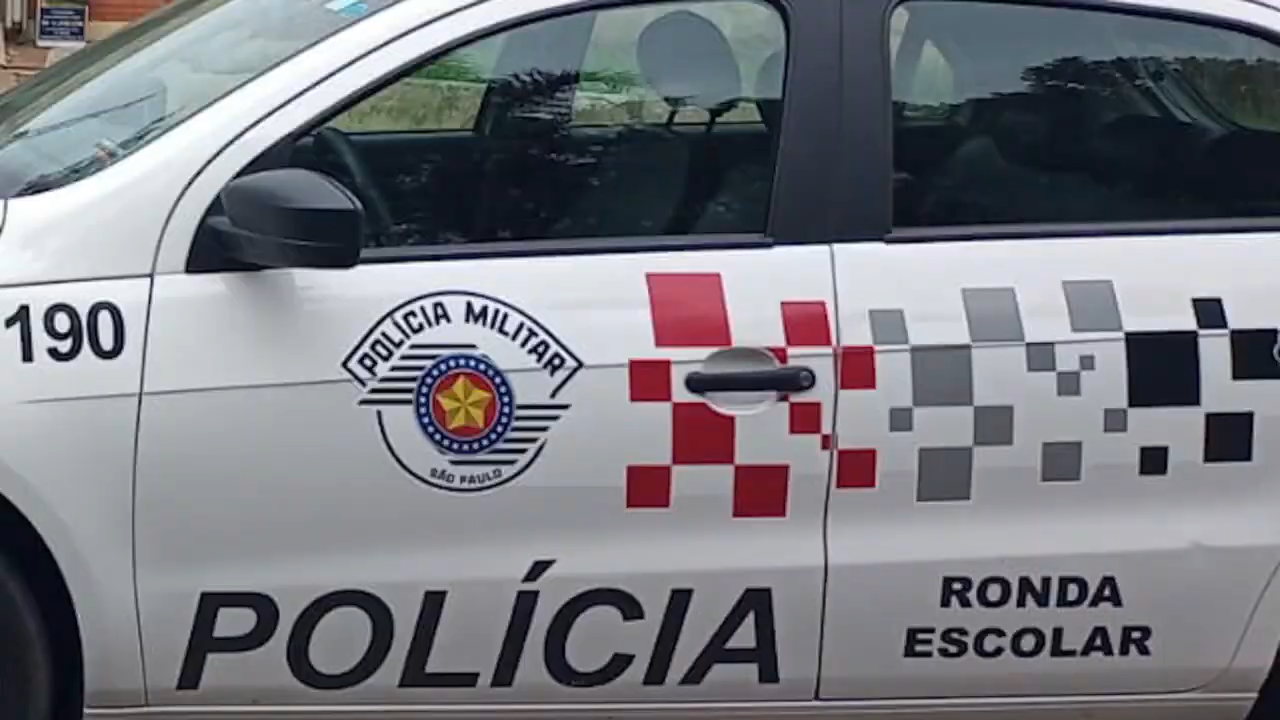 190
POLÍCIA MILITAR
SÃO PAULO
POLÍCIA
RONDA
ESCOLAR